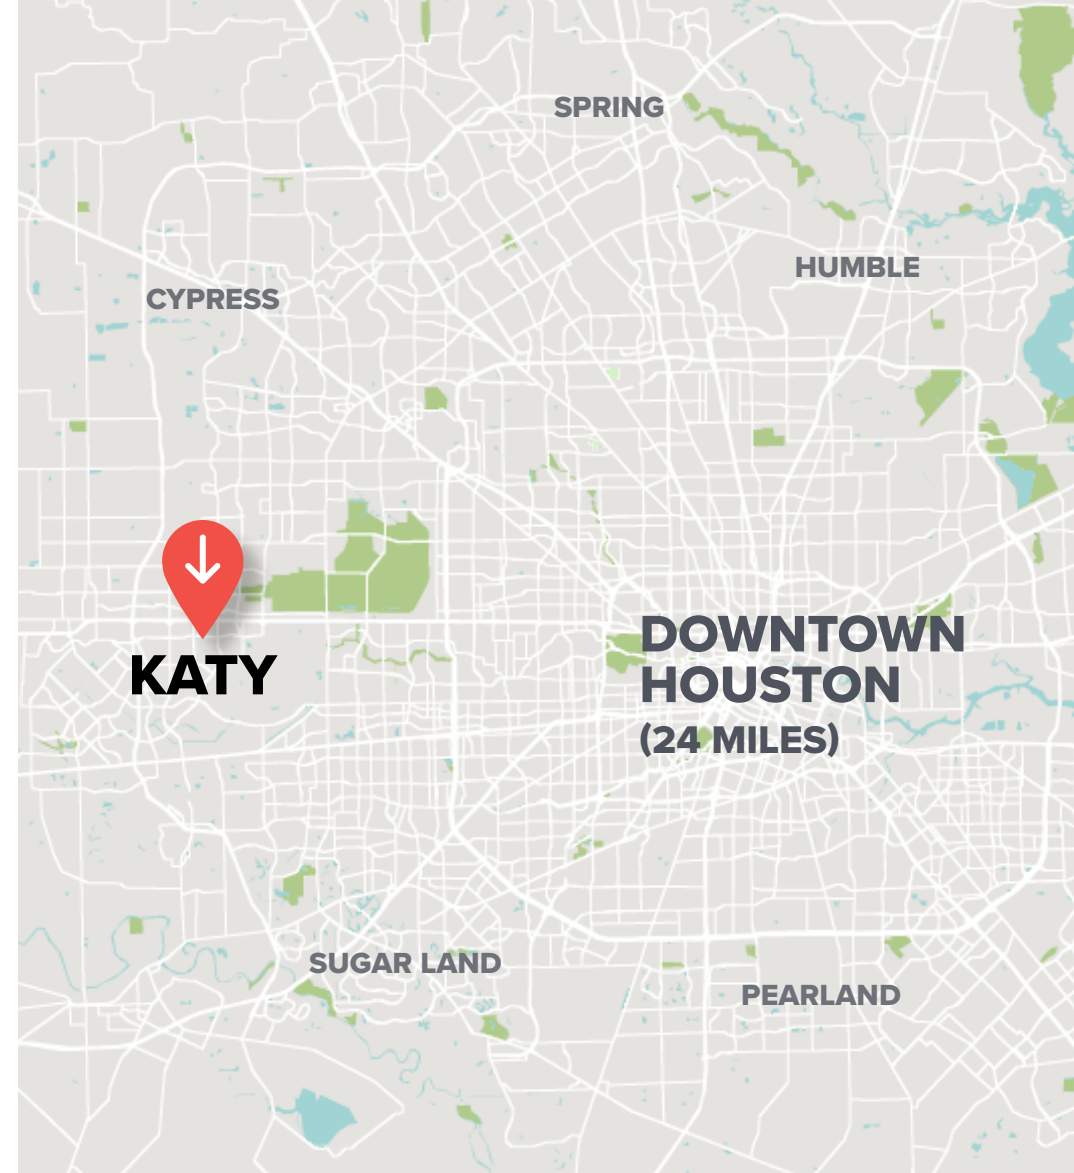 SPRING
HUMBLE
CYPRESS
KATY
DOWNTOWN
HOUSTON
(24 MILES)
SUGAR LAND
PEARLAND